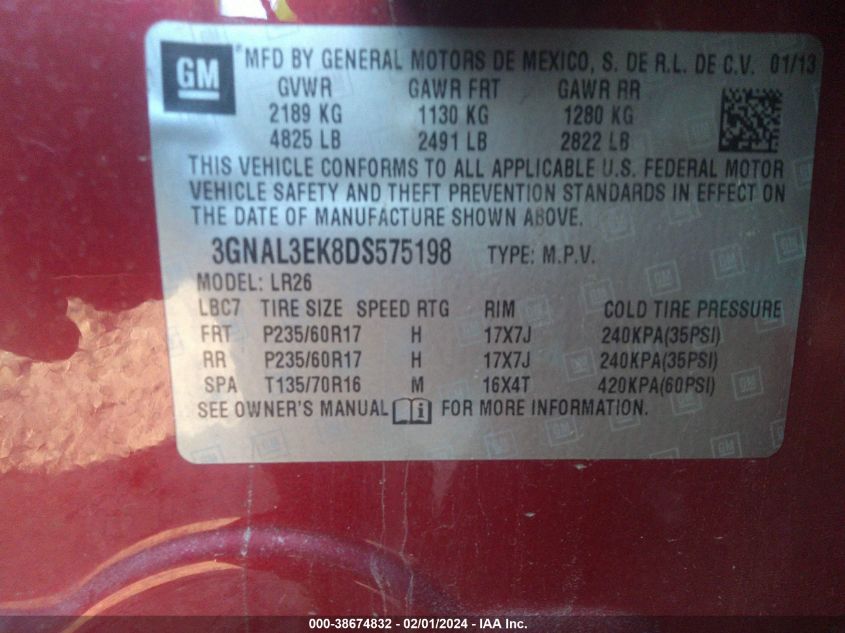 GM
*MFD BY GENERAL MOTORS DE MEXICO, S. DE R.L. DE C.V. 01/13
GVWR GAWR FRT GAWR RR
2189 KG 1130 KG 1280 KG
4825 LB 2491 LB 2822 LB
THIS VEHICLE CONFORMS TO ALL APPLICABLE U.S. FEDERAL MOTOR
VEHICLE SAFETY AND THEFT PREVENTION STANDARDS IN EFFECT ON
THE DATE OF MANUFACTURE SHOWN ABOVE.
3GNAL3EK8DS575198 TYPE: M.P.V.
MODEL: LR26
LBC7 TIRE SIZE SPEED RTG RIM COLD TIRE PRESSURE
FRT P235/60R17 H 17X7J 240KPA(35PSI)
RR P235/60R17 H 17X7J 240KPA(35PSI)
SPA T135/70R16 M 16X4T 420KPA(60PSI)
SEE OWNER'S MANUAL i FOR MORE INFORMATION.
000-38674832 - 02/01/2024 - IAA Inc.